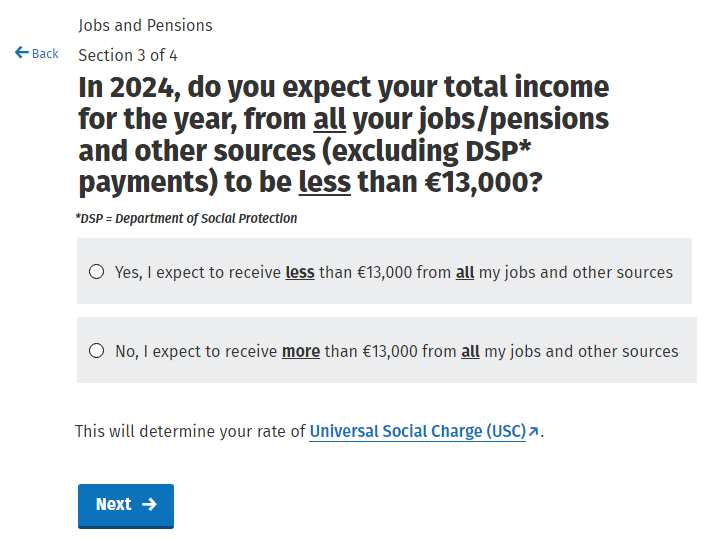 Jobs and Pensions
Back
Section 3 of 4
In 2024, do you expect your total income
for the year, from all your jobs/pensions
and other sources (excluding DSP*
payments) to be less than €13,000?
*DSP = Department of Social Protection
Yes, I expect to receive less than €13,000 from all my jobs and other sources
No, I expect to receive more than €13,000 from all my jobs and other sources
This will determine your rate of Universal Social Charge (USC).
Next